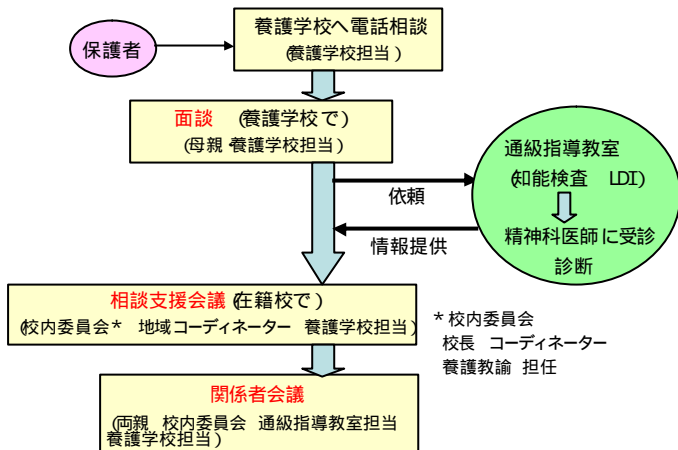 保護者
養護学校へ電話相談
(養護学校担当)
面談 (養護学校で)
(母親・養護学校担当)
依頼
情報提供
通級指導教室
(知能検査 LDI)
精神科医師に受診
診断
相談支援会議(在籍校で)
(校内委員会* 地域コーディネーター 養護学校担当)
*校内委員会
校長 コーディネーター
養護教諭 担任
関係者会議
(両親 校内委員会 通級指導教室担当
養護学校担当)